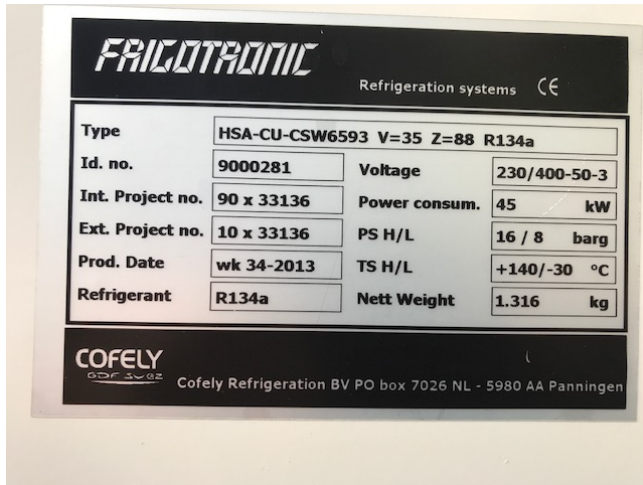 FRIGOTRONIC
Refrigeration systems CE
Type HSA-CU-CSW6593 V=35 Z=88 R134a
Id. no. 9000281 Voltage 230/400-50-3
Int. Project no. 90 x 33136 Power consum. 45 kW
Ext. Project no. 10 x 33136 PS H/L 16 / 8 barg
Prod. Date wk 34-2013 TS H/L +140/-30 °C
Refrigerant R134a Nett Weight 1.316 kg
COFELY
GDF SUEZ
Cofely Refrigeration BV PO box 7026 NL - 5980 AA Panningen